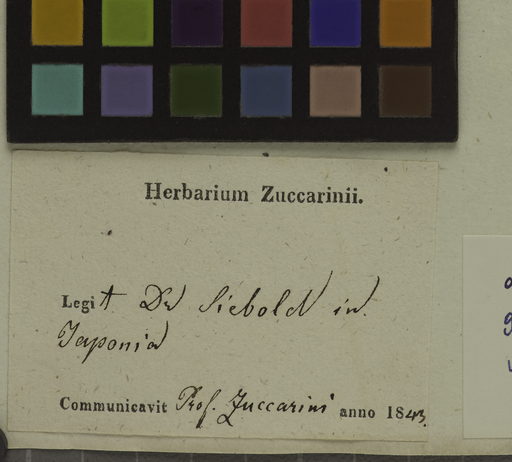 Herbarium Zuccarinii.
Legit Dr Siebold in
Japonia
Communicavit Prof. Zuccarini anno 1843.